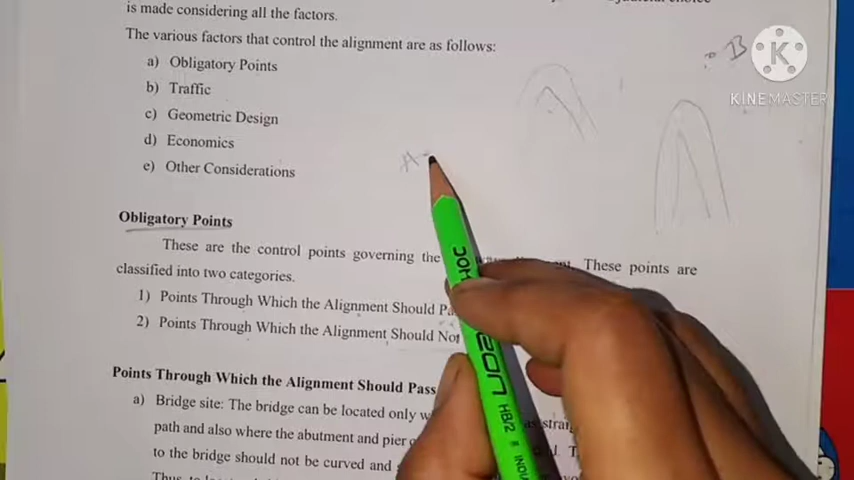 is made considering all the factors.
The various factors that control the alignment are as follows:
a) Obligatory Points
b) Traffic
c) Geometric Design
d) Economics
e) Other Considerations
B
K
KINEMASTER
A
Obligatory Points
These are the control points governing the These points are
classified into two categories.
1) Points Through Which the Alignment Should
2) Points Through Which the Alignment Should Not
Points Through Which the Alignment Should Pass
a) Bridge site: The bridge can be located only
path and also where the abutment and pier
to the bridge should not be curved and
HB/2
INDIA